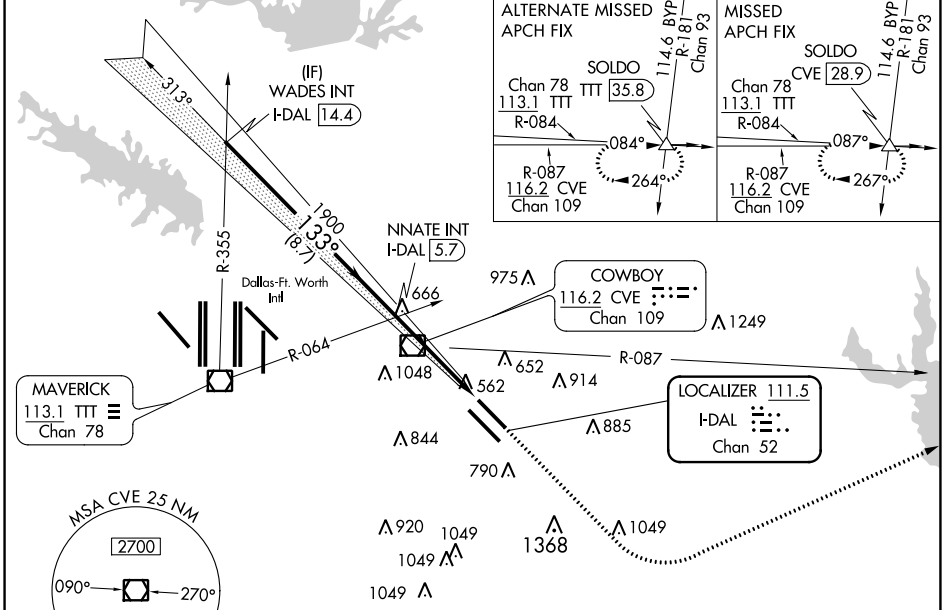 ALTERNATE MISSED
APCH FIX
SOLDO
TTT 35.8
Chan 78
113.1 TTT
R-084
084°
264°
R-087
116.2 CVE
Chan 109
114.6 BYP
R-181
Chan 93
MISSED
APCH FIX
SOLDO
CVE 28.9
Chan 78
113.1 TTT
R-084
087°
267°
R-087
116.2 CVE
Chan 109
114.6 BYP
R-181
Chan 93
313°
(IF)
WADES INT
I-DAL 14.4
1900
133°
(8.7)
R-355
NNATE INT
I-DAL 5.7
Dallas-Ft. Worth
Intl
666
975
COWBOY
116.2 CVE
Chan 109
1249
R-064
R-087
652
1048
562
914
MAVERICK
113.1 TTT
Chan 78
LOCALIZER 111.5
I-DAL
Chan 52
844
885
790
MSA CVE 25 NM
2700
090°
270°
920
1049
1049
1368
1049
1049